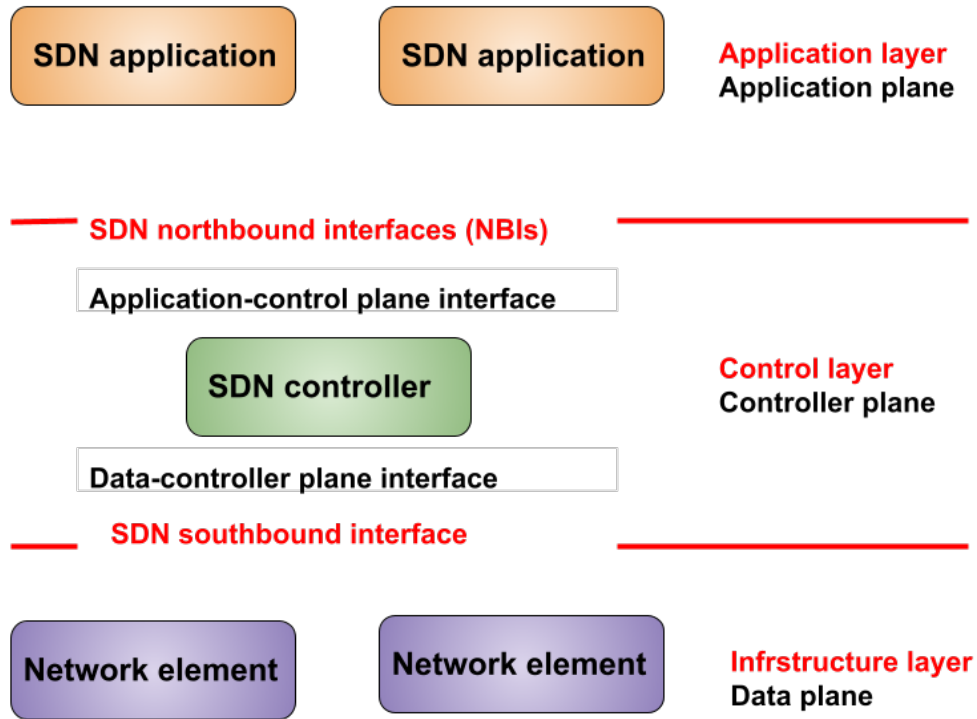 SDN application
SDN application
Application layer
Application plane
SDN northbound interfaces (NBIs)
Application-control plane interface
SDN controller
Control layer
Controller plane
Data-controller plane interface
SDN southbound interface
Network element
Network element
Infrstructure layer
Data plane